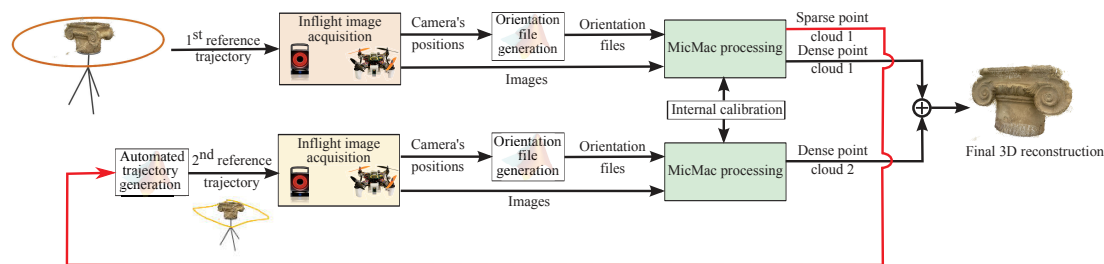 1st reference
trajectory
Inflight image
acquisition
Camera's
positions
Orientation
file
generation
Orientation
files
Images
MicMac processing
Sparse point
cloud 1
Dense point
cloud 1
Internal calibration
Final 3D reconstruction
Automated
trajectory
generation
2nd reference
trajectory
Inflight image
acquisition
Camera's
positions
Orientation
file
generation
Orientation
files
Images
MicMac processing
Dense point
cloud 2